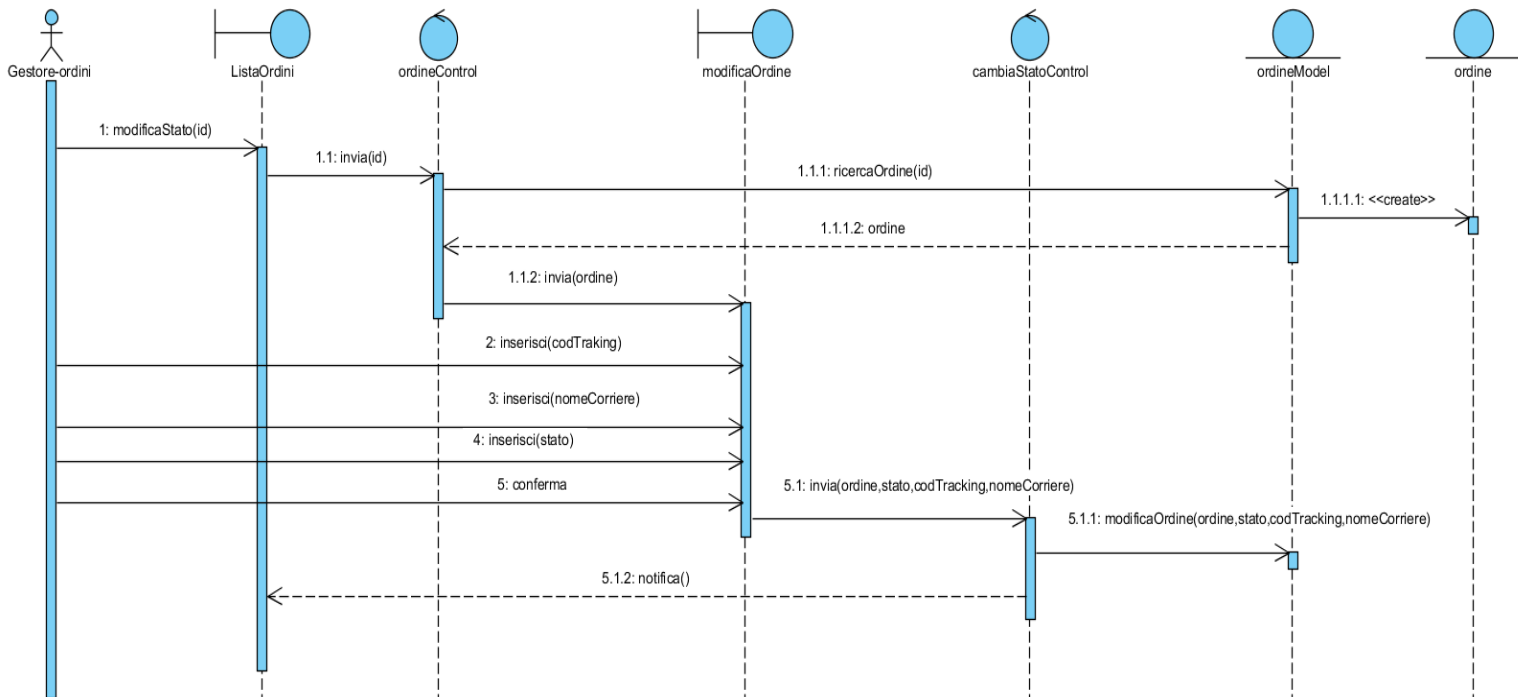 Gestore-ordini
ListaOrdini
ordineControl
modificaOrdine
cambiaStatoControl
ordineModel
ordine
1: modificaStato(id)
1.1: invia(id)
1.1.1: ricercaOrdine(id)
1.1.1.1: <<create>>
1.1.1.2: ordine
1.1.2: invia(ordine)
2: inserisci(codTraking)
3: inserisci(nomeCorriere)
4: inserisci(stato)
5: conferma
5.1: invia(ordine,stato,codTracking,nomeCorriere)
5.1.1: modificaOrdine(ordine,stato,codTracking,nomeCorriere)
5.1.2: notifica()